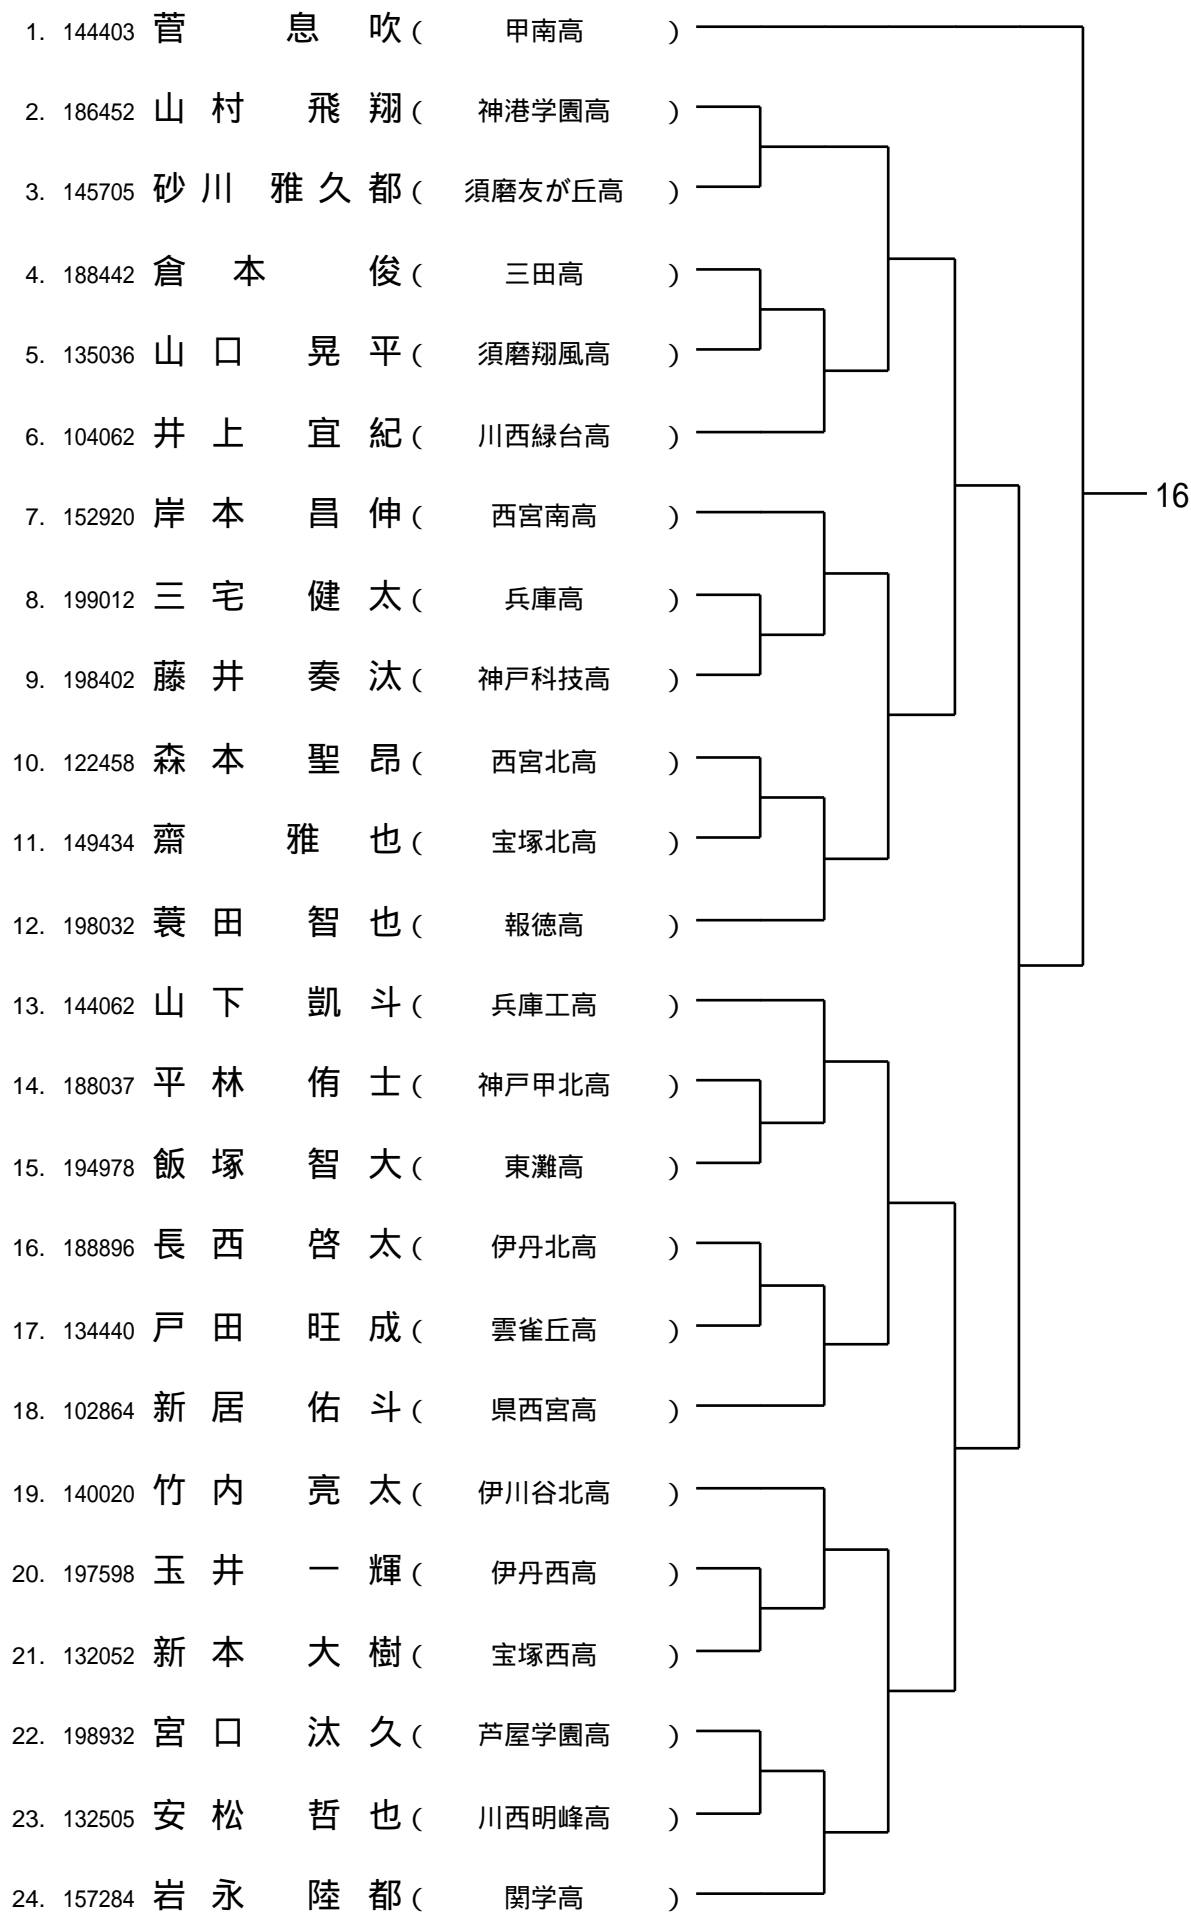 1. 144403 菅 息 吹 ( 甲南高 )
2. 186452 山 村 飛 翔 ( 神港学園高 )
3. 145705 砂 川 雅 久 都 ( 須磨友が丘高 )
4. 188442 倉 本 俊 ( 三田高 )
5. 135036 山 口 晃 平 ( 須磨翔風高 )
6. 104062 井 上 宜 紀 ( 川西緑台高 )
7. 152920 岸 本 昌 伸 ( 西宮南高 )
16
8. 199012 三 宅 健 太 ( 兵庫高 )
9. 198402 藤 井 奏 汰 ( 神戸科技高 )
10. 122458 森 本 聖 昂 ( 西宮北高 )
11. 149434 齋 雅 也 ( 宝塚北高 )
12. 198032 蓑 田 智 也 ( 報徳高 )
13. 144062 山 下 凱 斗 ( 兵庫工高 )
14. 188037 平 林 侑 士 ( 神戸甲北高 )
15. 194978 飯 塚 智 大 ( 東灘高 )
16. 188896 長 西 啓 太 ( 伊丹北高 )
17. 134440 戸 田 旺 成 ( 雲雀丘高 )
18. 102864 新 居 佑 斗 ( 県西宮高 )
19. 140020 竹 内 亮 太 ( 伊川谷北高 )
20. 197598 玉 井 一 輝 ( 伊丹西高 )
21. 132052 新 本 大 樹 ( 宝塚西高 )
22. 198932 宮 口 汰 久 ( 芦屋学園高 )
23. 132505 安 松 哲 也 ( 川西明峰高 )
24. 157284 岩 永 陸 都 ( 関学高 )